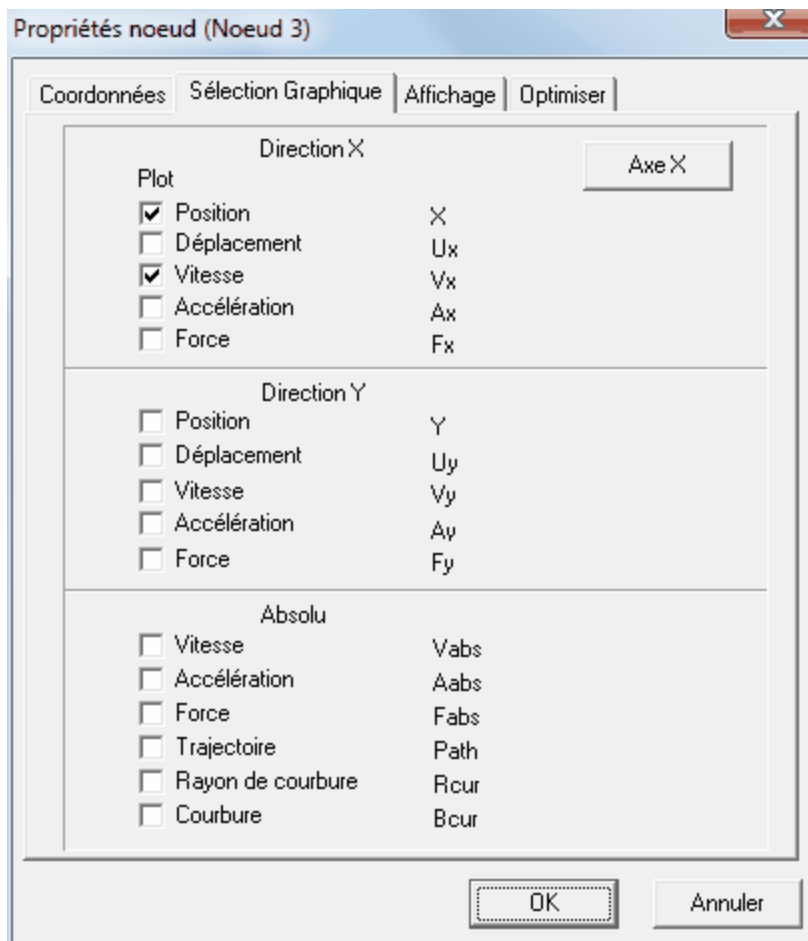 Propriétés noeud (Noeud 3)
x
Coordonnées Sélection Graphique Affichage Optimiser
Direction X
Axe X
Plot
Position X
Déplacement Ux
Vitesse Vx
Accélération Ax
Force Fx
Direction Y
Position Y
Déplacement Uy
Vitesse Vy
Accélération Ay
Force Fy
Absolu
Vitesse Vabs
Accélération Aabs
Force Fabs
Trajectoire Path
Rayon de courbure Rcur
Courbure Bcur
OK Annuler